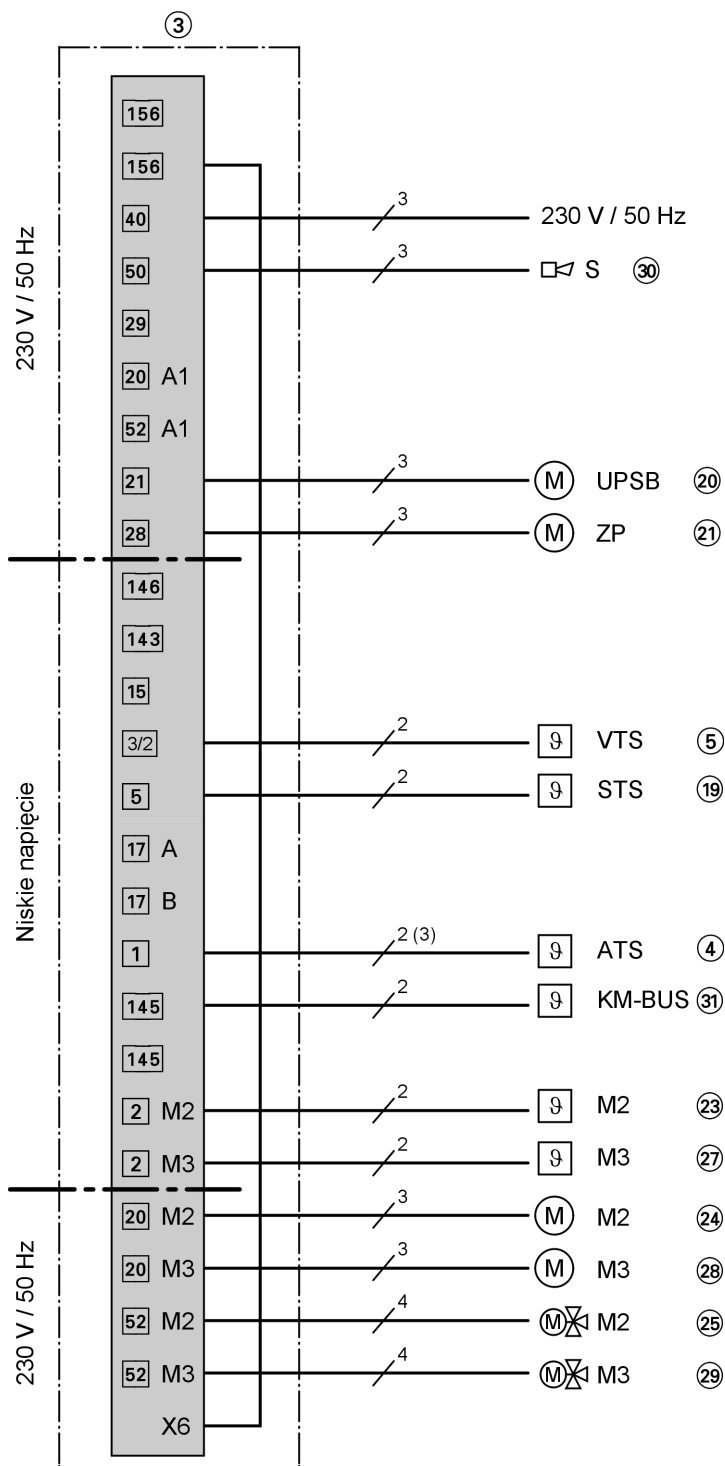 3
156
156
40 3 230 V / 50 Hz
50 3 S 30
29
20 A1
52 A1
21 3 M UPSB 20
28 3 M ZP 21
230 V / 50 Hz
146
143
15
3/2 2 ϑ VTS 5
5 2 ϑ STS 19
17 A
17 B
1 2 (3) ϑ ATS 4
145 2 ϑ KM-BUS 31
145
2 M2 2 ϑ M2 23
2 M3 2 ϑ M3 27
Niskie napięcie
20 M2 3 M M2 24
20 M3 3 M M3 28
52 M2 4 M M2 25
52 M3 4 M M3 29
X6
230 V / 50 Hz